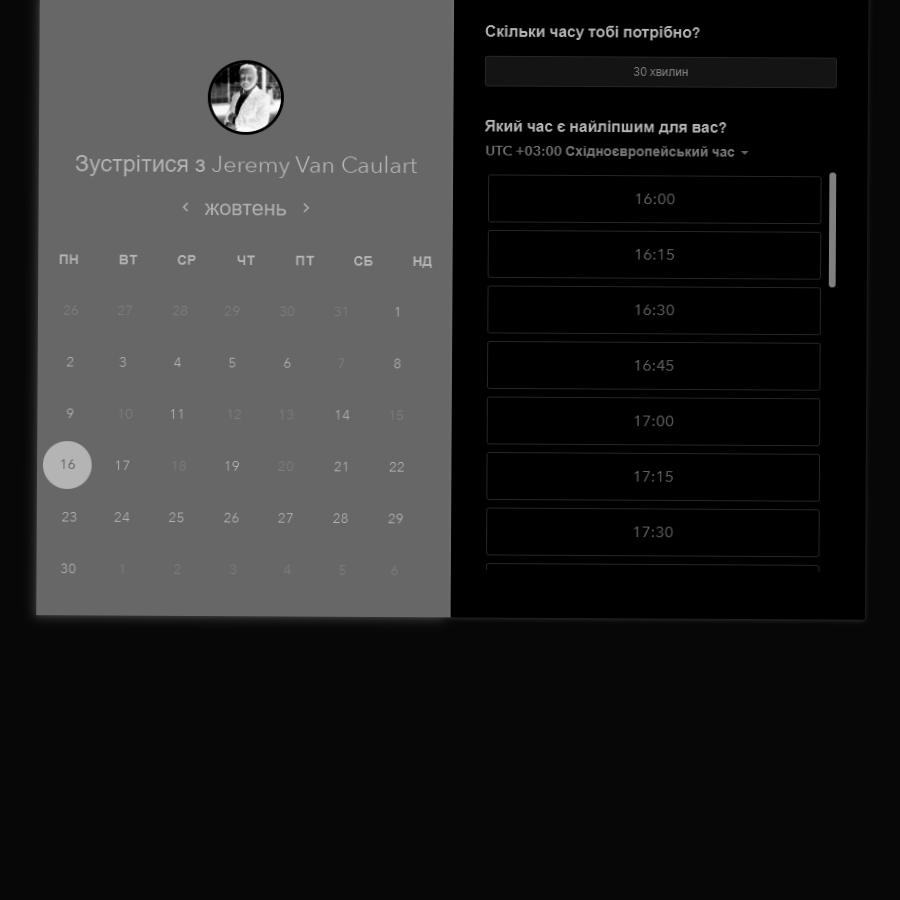 Зустрітися з Jeremy Van Caulart
жовтень
ПН ВТ СР ЧТ ПТ СБ НД
26 27 28 29 30 31 1
2 3 4 5 6 7 8
9 10 11 12 13 14 15
16 17 18 19 20 21 22
23 24 25 26 27 28 29
30 1 2 3 4 5 6
Скільки часу тобі потрібно?
30 хвилин
Який час є найліпшим для вас?
UTC +03:00 Східноєвропейський час
16:00
16:15
16:30
16:45
17:00
17:15
17:30